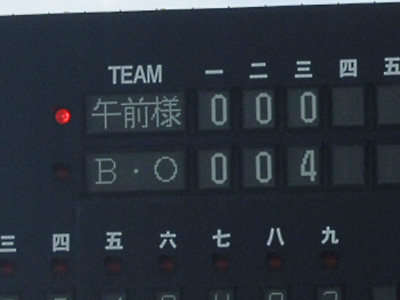 TEAM 一 二 三 四 五
午前様 0 0 0
B・O 0 0 4
三 四 五 六 七 八 九